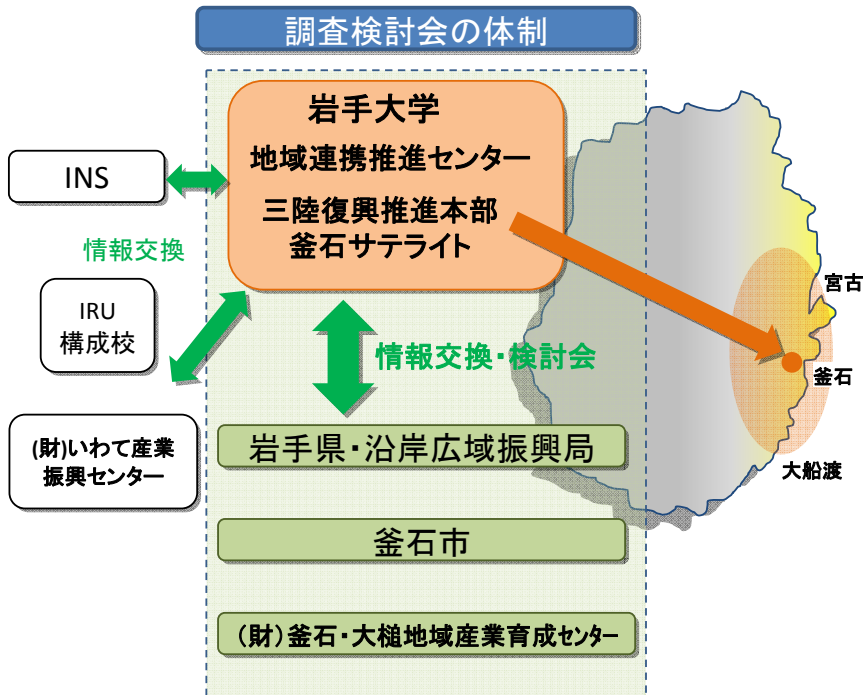 調査検討会の体制
岩手大学
地域連携推進センター
三陸復興推進本部
釜石サテライト
INS
情報交換
IRU
構成校
(財)いわて産業
振興センター
情報交換・検討会
岩手県・沿岸広域振興局
釜石市
(財)釜石・大槌地域産業育成センター
宮古
釜石
大船渡